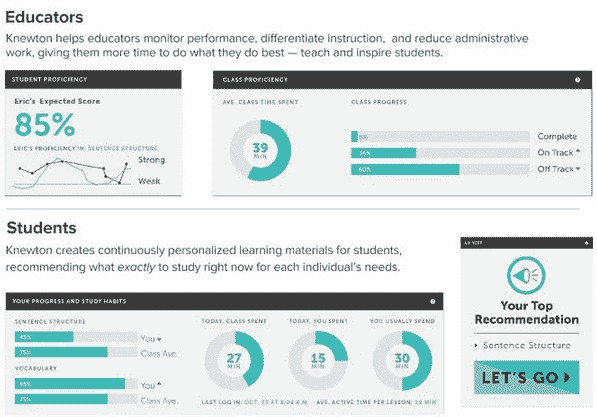 Educators
Knewton helps educators monitor performance, differentiate instruction, and reduce administrative
work, giving them more time to do what they do best — teach and inspire students.
STUDENT PROFICIENCY
Eric's Expected Score
85%
ERIC'S PROFICIENCY IN: SENTENCE STRUCTURE
Strong
Weak
CLASS PROFICIENCY
AVE. CLASS TIME SPENT
39
MIN
CLASS PROGRESS
5%
Complete
35%
On Track
60%
Off Track
Students
Knewton creates continuously personalized learning materials for students,
recommending what exactly to study right now for each individual's needs.
YOUR PROGRESS AND STUDY HABITS
SENTENCE STRUCTURE
You
75%
Class Ave.
VOCABULARY
You
75%
Class Ave.
TODAY, CLASS SPENT
27
MIN
TODAY, YOU SPENT
15
MIN
YOU USUALLY SPEND
30
MIN
LAST LOG IN: OCT. 23 AT 8:04 A.M.
AVE. ACTIVE TIME PER LESSON: MIN
Your Top
Recommendation
Sentence Structure
LET'S GO